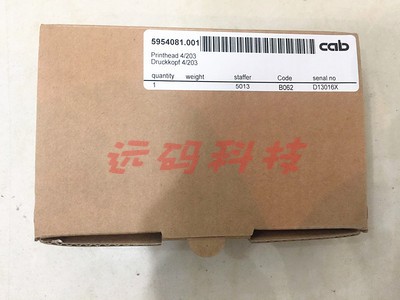 5954081.001
cab
Printhead 4/203
Druckkopf 4/203
quantity weight staffer Code serial no
1 5013 B062 D13016X
远码科技